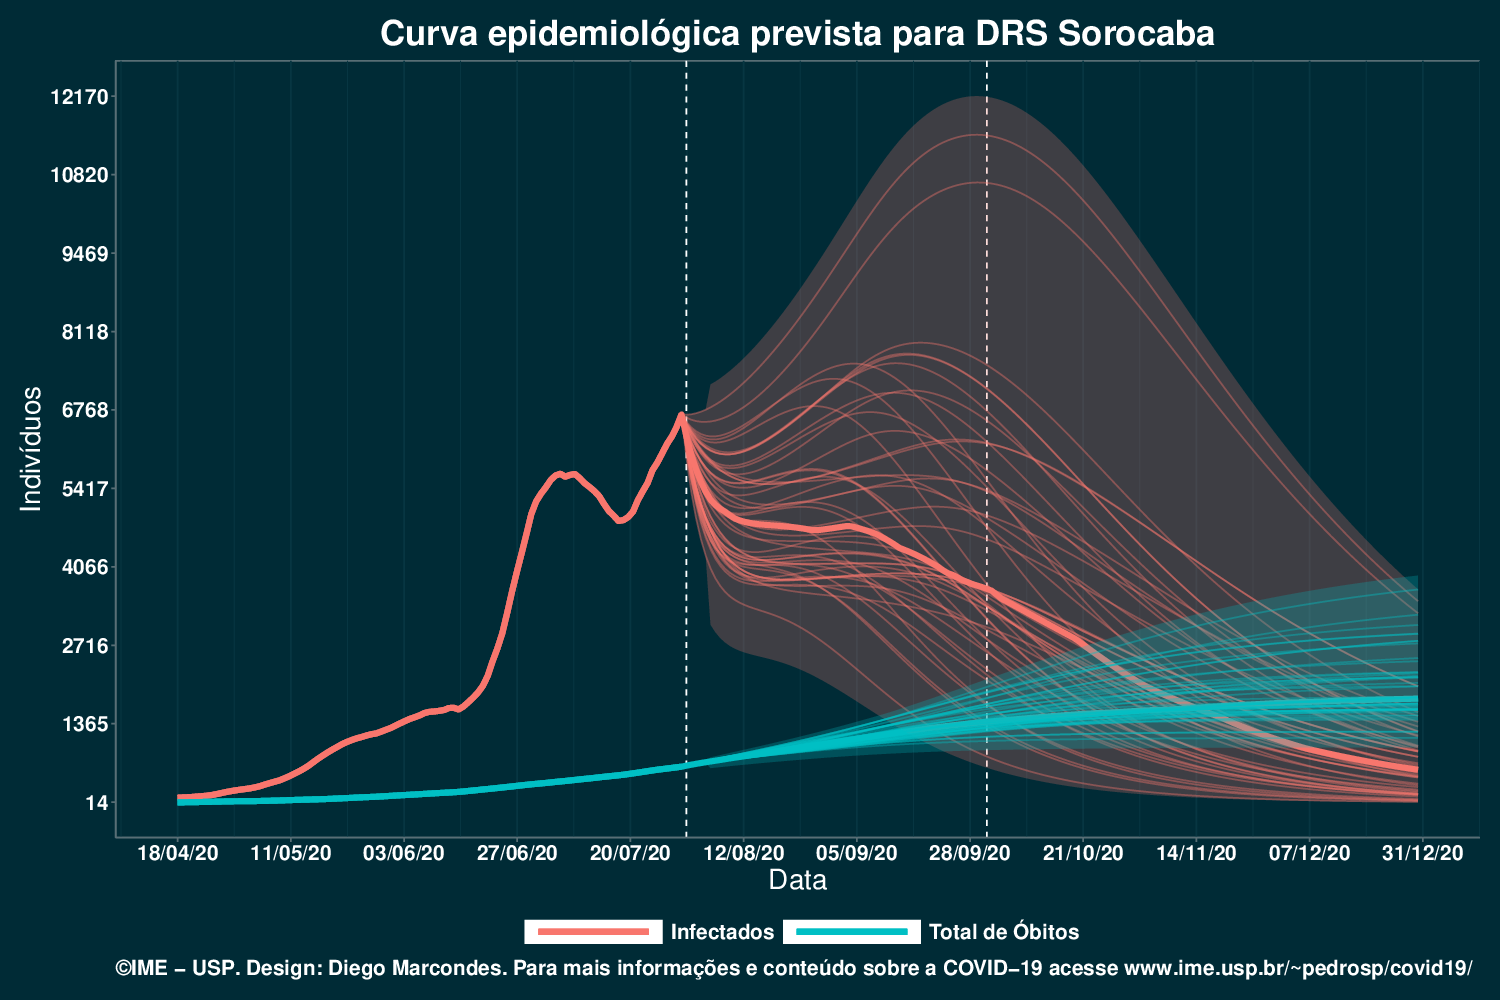 Curva epidemiológica prevista para DRS Sorocaba
Indivíduos
12170
10820
9469
8118
6768
5417
4066
2716
1365
14
18/04/20 11/05/20 03/06/20 27/06/20 20/07/20 12/08/20 05/09/20 28/09/20 21/10/20 14/11/20 07/12/20 31/12/20
Data
Infectados Total de Óbitos
©IME − USP. Design: Diego Marcondes. Para mais informações e conteúdo sobre a COVID−19 acesse www.ime.usp.br/~pedrosp/covid19/